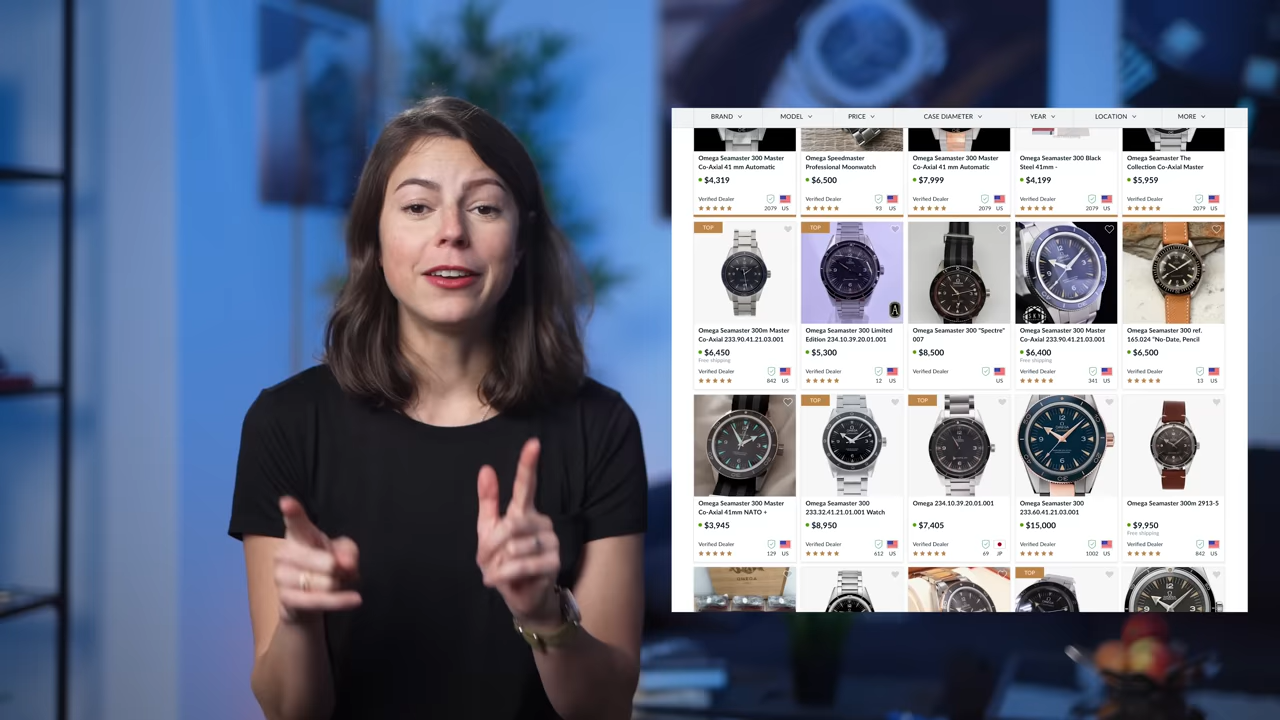 BRAND MODEL PRICE CASE DIAMETER YEAR LOCATION MORE
Omega Seamaster 300 Master
Co-Axial 41 mm Automatic
$4,319
Verified Dealer
2079 US
Omega Speedmaster
Professional Moonwatch
$6,500
Verified Dealer
93 US
Omega Seamaster 300 Master
Co-Axial 41 mm Automatic
$7,999
Verified Dealer
2079 US
Omega Seamaster 300 Black
Steel 41mm -
$4,199
Verified Dealer
2079 US
Omega Seamaster The
Collection Co-Axial Master
$5,959
Verified Dealer
2079 US
TOP
Omega Seamaster 300m Master
Co-Axial 233.90.41.21.03.001
$6,450
Free shipping
Verified Dealer
842 US
TOP
A
Omega Seamaster 300 Limited
Edition 234.10.39.20.01.001
$5,300
Verified Dealer
12 US
Omega Seamaster 300 "Spectre"
007
$8,500
Verified Dealer
US
Omega Seamaster 300 Master
Co-Axial 233.90.41.21.03.001
$6,400
Free shipping
Verified Dealer
341 US
Omega Seamaster 300 ref.
165.024 "No-Date, Pencil
$6,500
Verified Dealer
13 US
Omega Seamaster 300 Master
Co-Axial 41mm NATO +
$3,945
Verified Dealer
129 US
TOP
Omega Seamaster 300
233.32.41.21.01.001 Watch
$8,950
Verified Dealer
612 US
TOP
Omega 234.10.39.20.01.001
$7,405
Verified Dealer
69 JP
Omega Seamaster 300
233.60.41.21.03.001
$15,000
Verified Dealer
1002 US
Omega Seamaster 300m 2913-5
$9,950
Free shipping
Verified Dealer
842 US
TOP